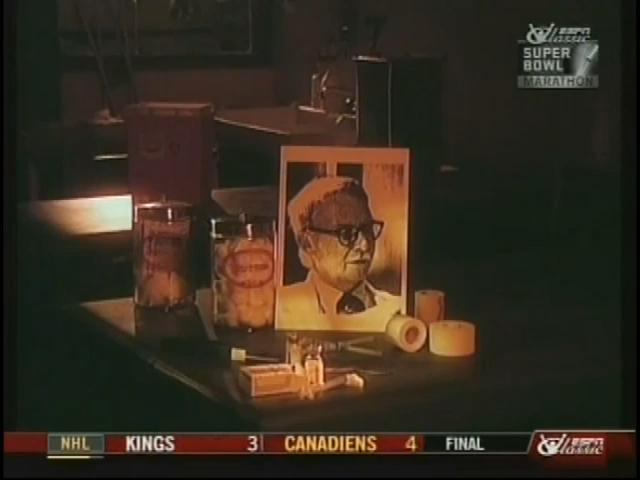 ESPN
Classic
SUPER
BOWL
MARATHON
NHL KINGS 3 CANADIENS 4 FINAL ESPN
Classic